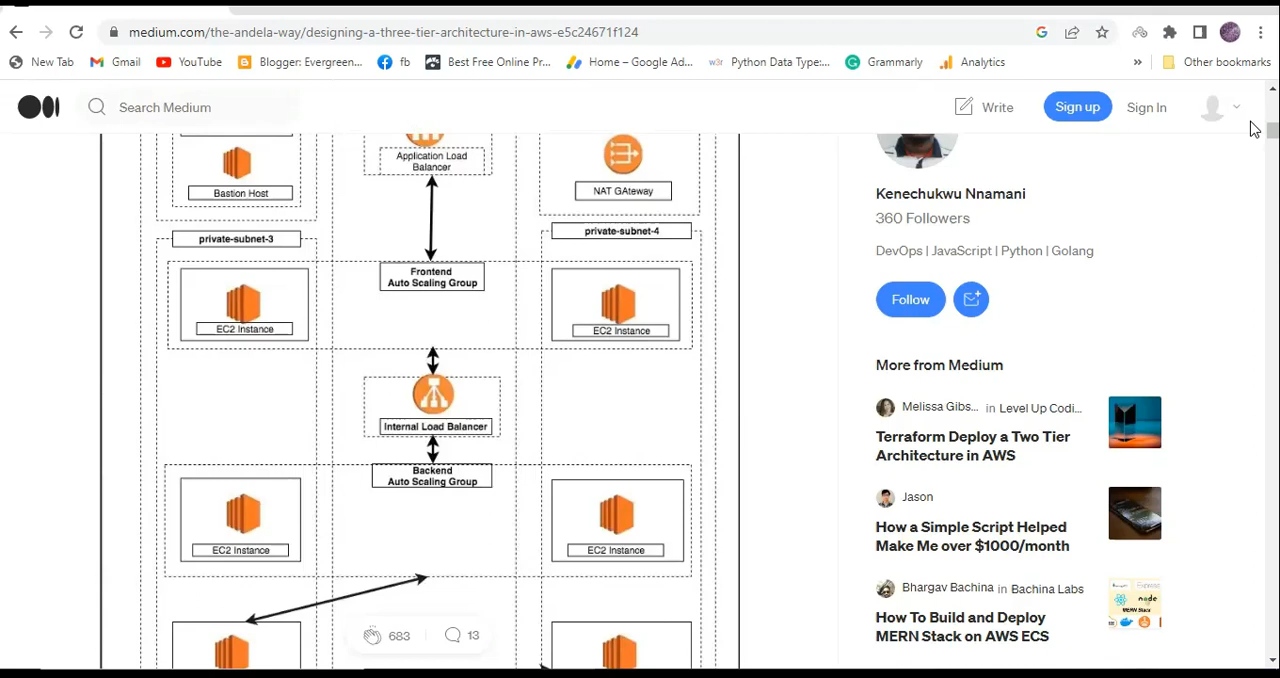 medium.com/the-andela-way/designing-a-three-tier-architecture-in-aws-e5c24671f124
New Tab
Gmail
YouTube
Blogger: Evergreen...
fb
Best Free Online Pr...
Home – Google Ad...
Python Data Type:...
Grammarly
Analytics
»
Other bookmarks
Search Medium
Write
Sign up
Sign In
Application Load
Balancer
Bastion Host
NAT GAteway
private-subnet-3
private-subnet-4
Frontend
Auto Scaling Group
EC2 Instance
EC2 Instance
Internal Load Balancer
Backend
Auto Scaling Group
EC2 Instance
EC2 Instance
683
13
Kenechukwu Nnamani
360 Followers
DevOps | JavaScript | Python | Golang
Follow
More from Medium
Melissa Gibs... in Level Up Codi...
Terraform Deploy a Two Tier
Architecture in AWS
Jason
How a Simple Script Helped
Make Me over $1000/month
Bhargav Bachina in Bachina Labs
How To Build and Deploy
MERN Stack on AWS ECS